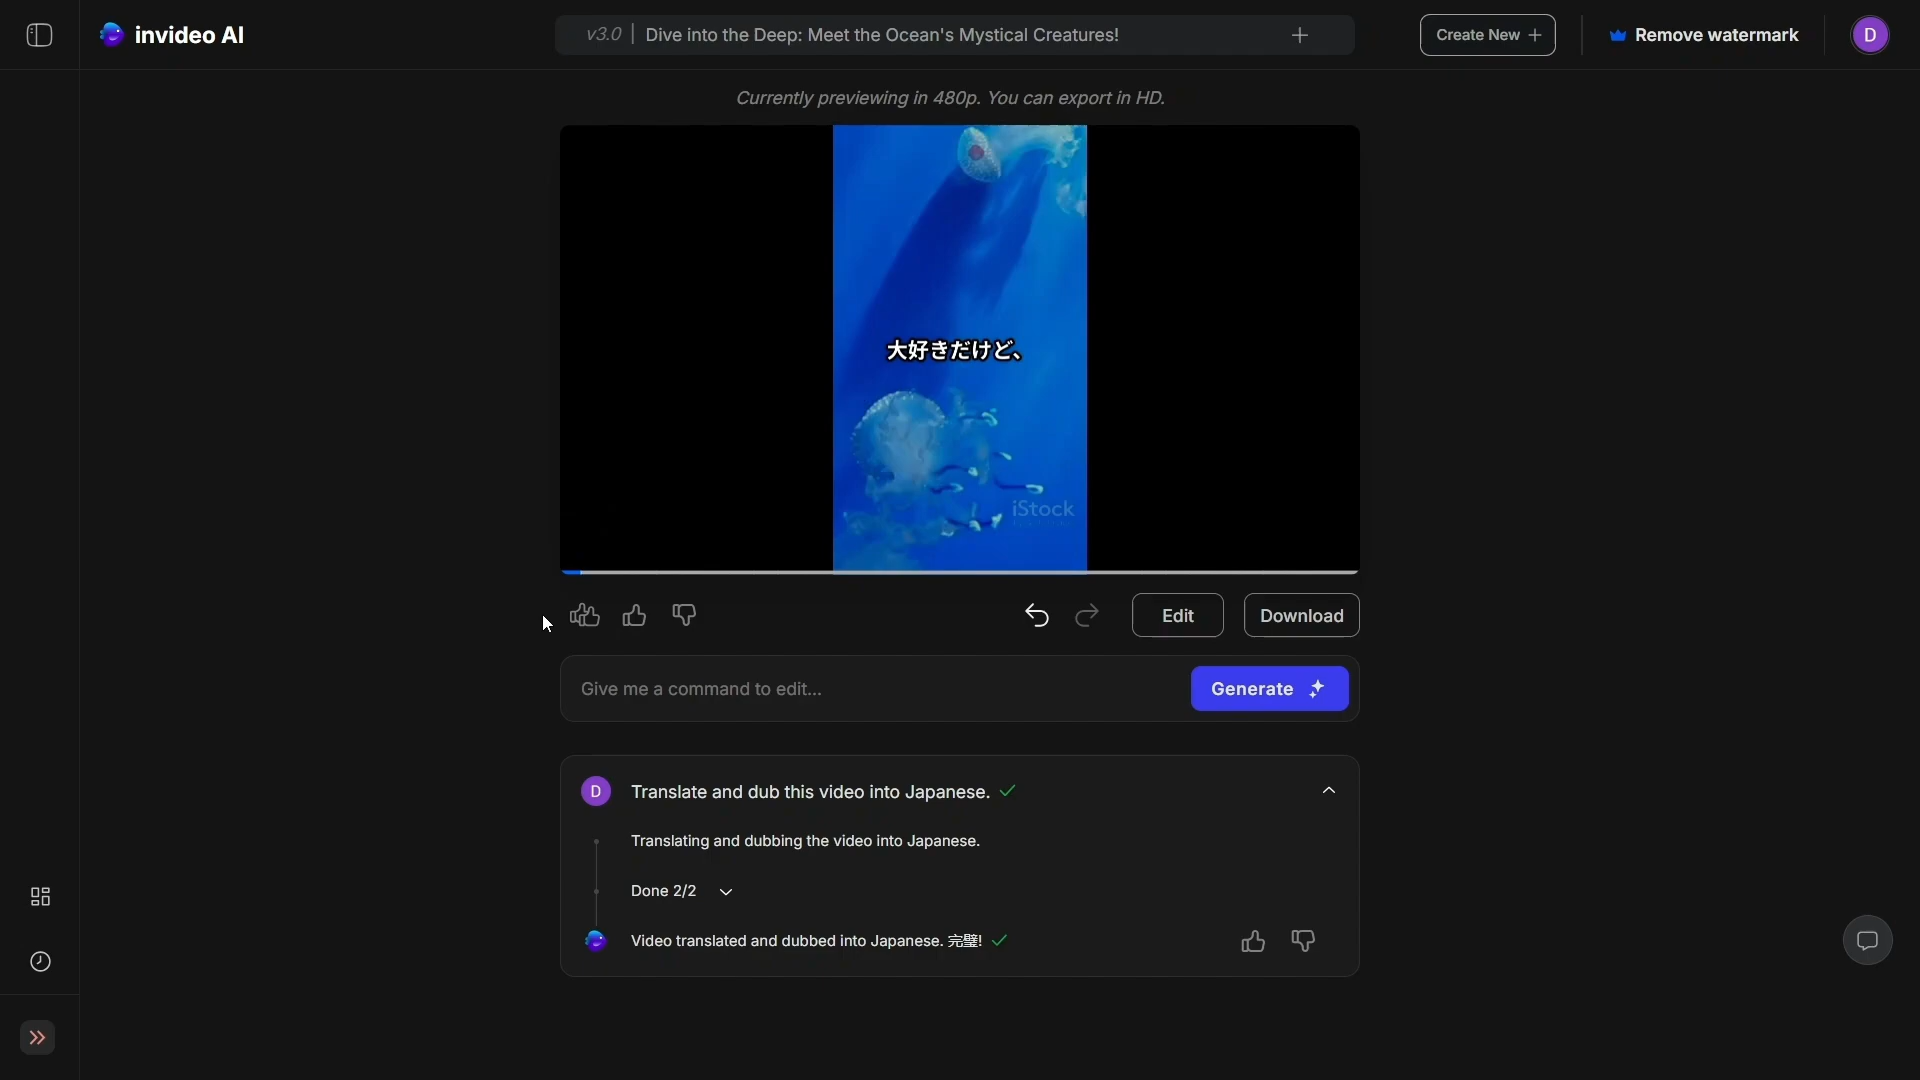 invideo AI
v3.0 | Dive into the Deep: Meet the Ocean's Mystical Creatures!
Create New +
Remove watermark
D
Currently previewing in 480p. You can export in HD.
大好きだけど、
iStock
Edit
Download
Give me a command to edit...
Generate
D
Translate and dub this video into Japanese.
Translating and dubbing the video into Japanese.
Done 2/2
Video translated and dubbed into Japanese. 完璧!